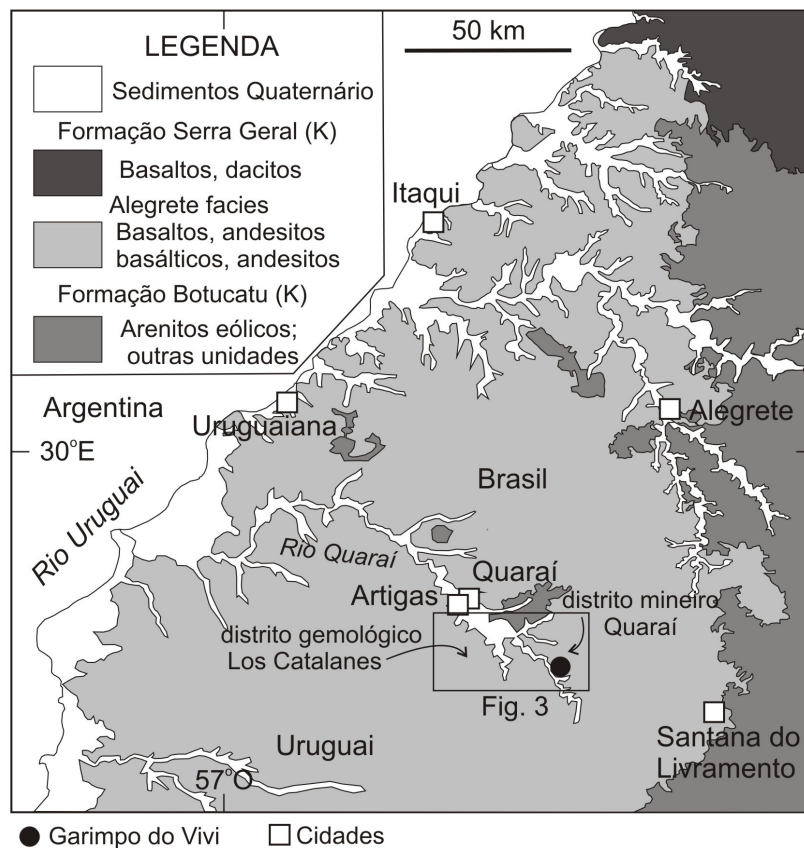 LEGENDA
Sedimentos Quaternário
Formação Serra Geral (K)
Basaltos, dacitos
Alegrete facies
Basaltos, andesitos
basálticos, andesitos
Formação Botucatu (K)
Arenitos eólicos;
outras unidades
50 km
Itaqui
Argentina
Uruguaiana
Alegrete
30°E
Brasil
Rio Uruguai
Rio Quaraí
Quaraí
Artigas
distrito mineiro
Quaraí
distrito gemológico
Los Catalanes
Fig. 3
Uruguai
Santana do
Livramento
57°O
Garimpo do Vivi
Cidades